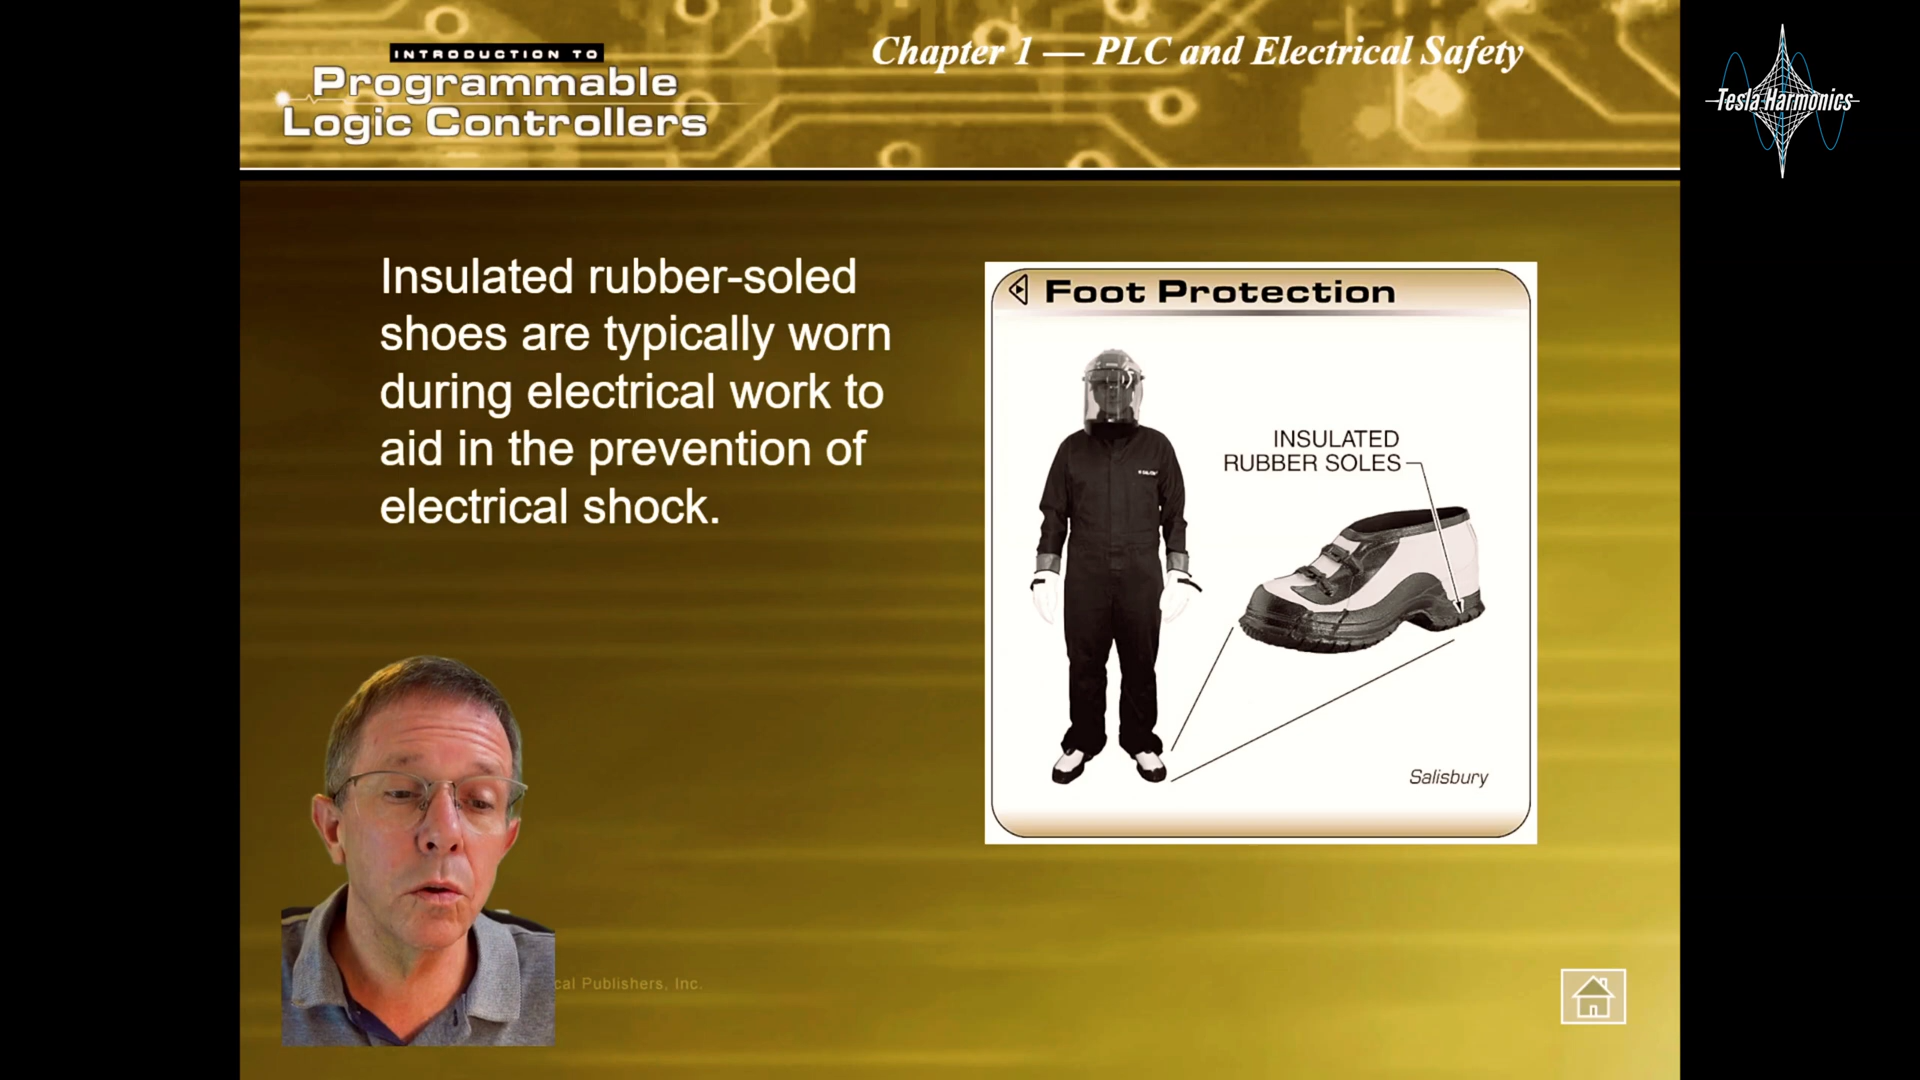 INTRODUCTION TO
Programmable
Logic Controllers
Chapter 1 — PLC and Electrical Safety
Tesla Harmonics
Insulated rubber-soled
shoes are typically worn
during electrical work to
aid in the prevention of
electrical shock.
Foot Protection
INSULATED
RUBBER SOLES
Salisbury
cal Publishers, Inc.